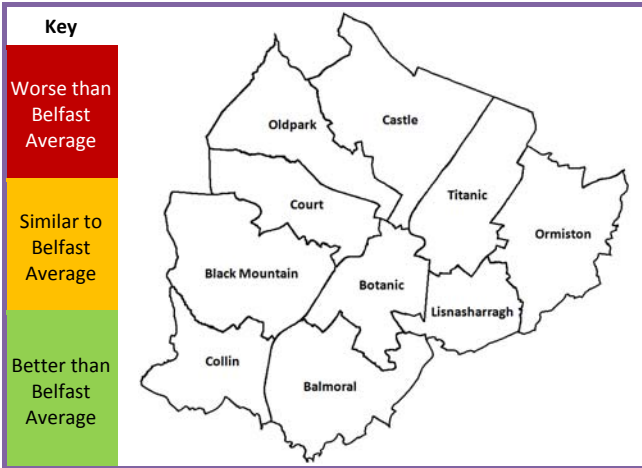 Key
Worse than
Belfast
Average
Similar to
Belfast
Average
Better than
Belfast
Average
Oldpark
Castle
Court
Titanic
Ormiston
Black Mountain
Botanic
Lisnasharragh
Collin
Balmoral